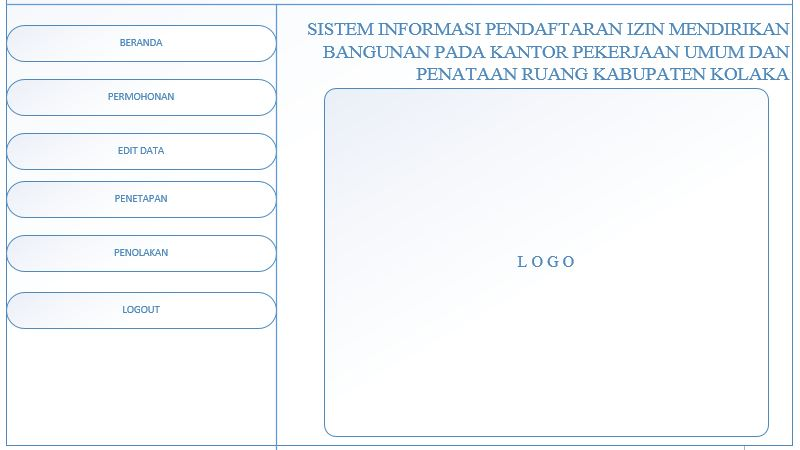 BERANDA
PERMOHONAN
EDIT DATA
PENETAPAN
PENOLAKAN
LOGOUT
SISTEM INFORMASI PENDAFTARAN IZIN MENDIRIKAN
BANGUNAN PADA KANTOR PEKERJAAN UMUM DAN
PENATAAN RUANG KABUPATEN KOLAKA
LOGO